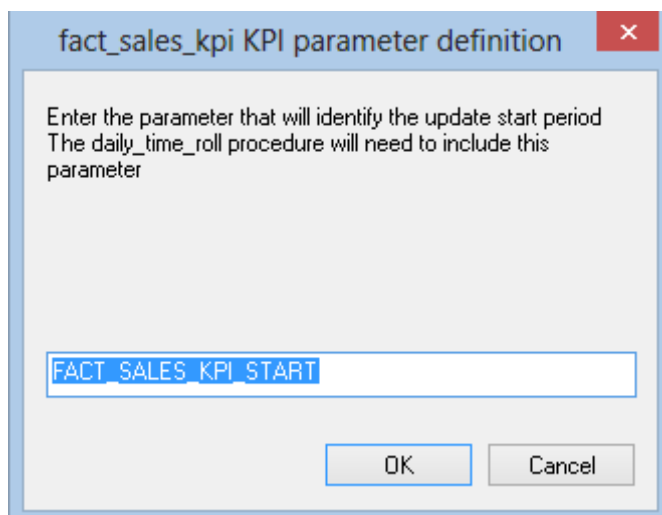 fact_sales_kpi KPI parameter definition
Enter the parameter that will identify the update start period
The daily_time_roll procedure will need to include this
parameter
FACT_SALES_KPI_START
OK
Cancel